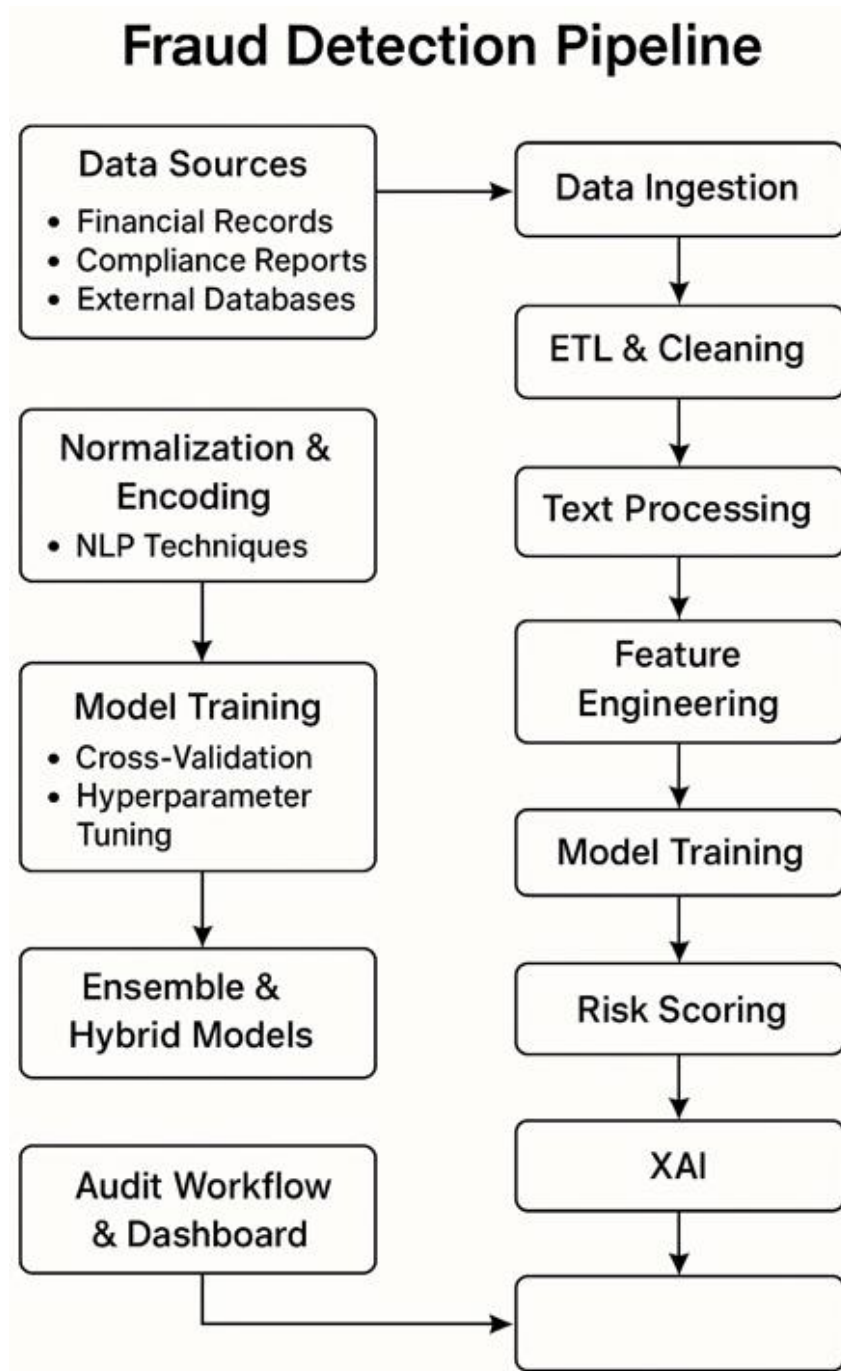 Fraud Detection Pipeline
Data Sources
• Financial Records
• Compliance Reports
• External Databases
Normalization &
Encoding
• NLP Techniques
Model Training
• Cross-Validation
• Hyperparameter
Tuning
Ensemble &
Hybrid Models
Audit Workflow
& Dashboard
Data Ingestion
ETL & Cleaning
Text Processing
Feature
Engineering
Model Training
Risk Scoring
XAI